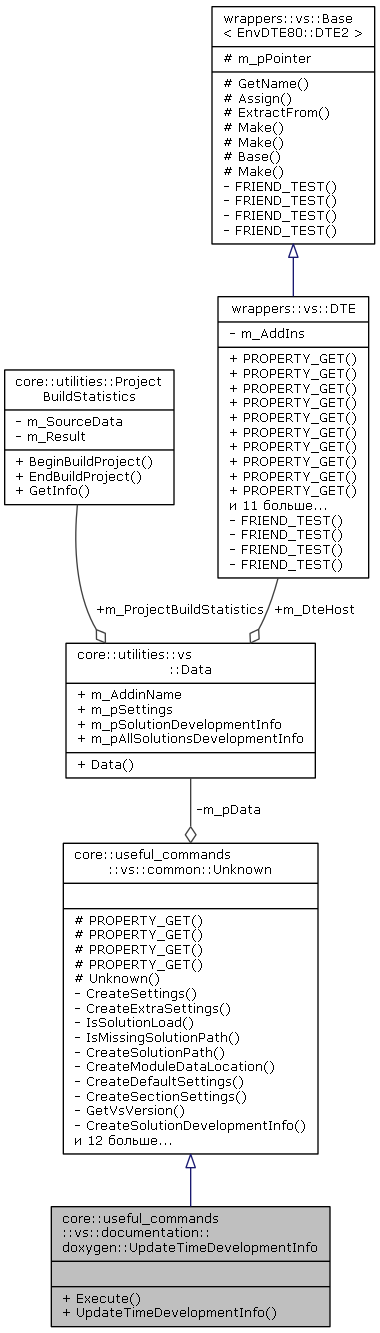 wrappers::vs::Base
< EnvDTE80::DTE2 >
# m_pPointer
# GetName()
# Assign()
# ExtractFrom()
# Make()
# Make()
# Base()
# Make()
- FRIEND_TEST()
- FRIEND_TEST()
- FRIEND_TEST()
- FRIEND_TEST()
wrappers::vs::DTE
- m_AddIns
+ PROPERTY_GET()
+ PROPERTY_GET()
+ PROPERTY_GET()
+ PROPERTY_GET()
+ PROPERTY_GET()
+ PROPERTY_GET()
+ PROPERTY_GET()
+ PROPERTY_GET()
+ PROPERTY_GET()
+ PROPERTY_GET()
и 11 больше...
- FRIEND_TEST()
- FRIEND_TEST()
- FRIEND_TEST()
- FRIEND_TEST()
core::utilities::Project
BuildStatistics
- m_SourceData
- m_Result
+ BeginBuildProject()
+ EndBuildProject()
+ GetInfo()
+m_ProjectBuildStatistics
+m_DteHost
core::utilities::vs
::Data
+ m_AddinName
+ m_pSettings
+ m_pSolutionDevelopmentInfo
+ m_pAllSolutionsDevelopmentInfo
+ Data()
-m_pData
core::useful_commands
::vs::common::Unknown
# PROPERTY_GET()
# PROPERTY_GET()
# PROPERTY_GET()
# PROPERTY_GET()
# Unknown()
- CreateSettings()
- CreateExtraSettings()
- IsSolutionLoad()
- IsMissingSolutionPath()
- CreateSolutionPath()
- CreateModuleDataLocation()
- CreateDefaultSettings()
- CreateSectionSettings()
- GetVsVersion()
- CreateSolutionDevelopmentInfo()
и 12 больше...
core::useful_commands
::vs::documentation::
doxygen::UpdateTimeDevelopmentInfo
+ Execute()
+ UpdateTimeDevelopmentInfo()